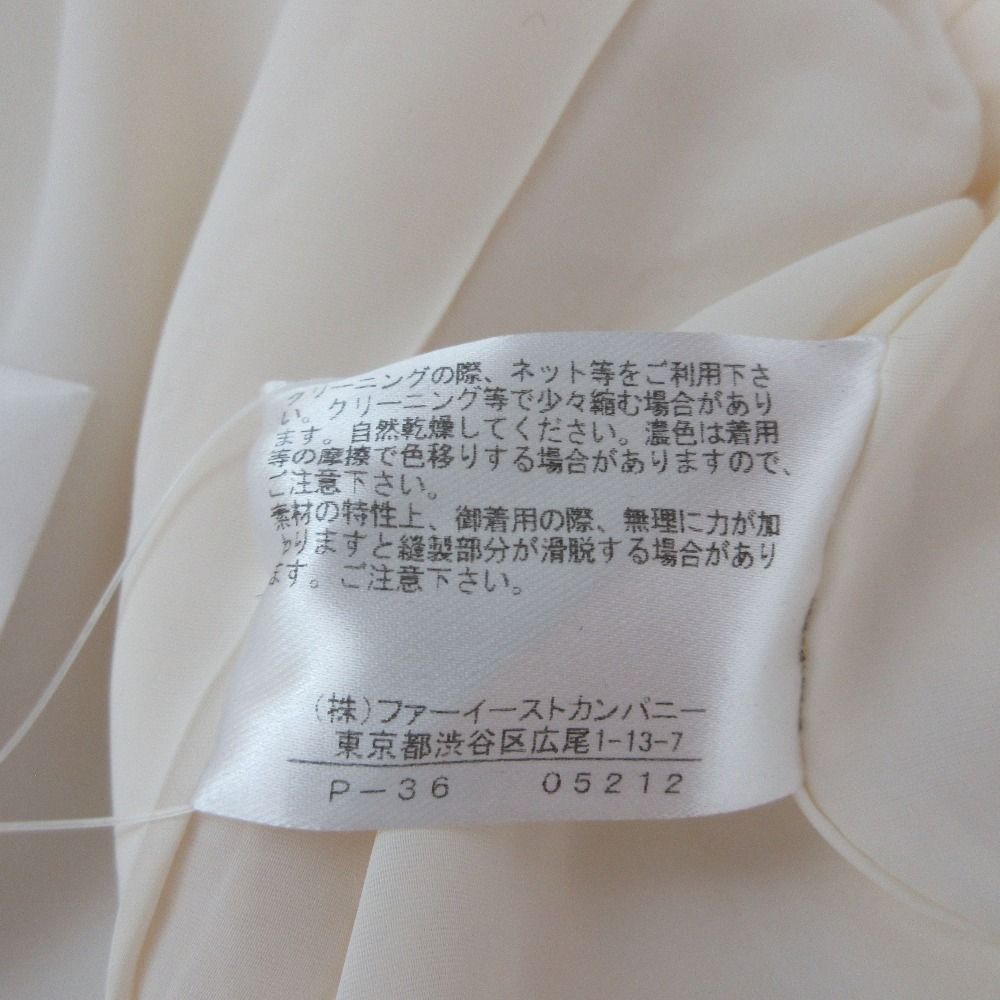 クリーニングの際、ネット等をご利用下さ
い。クリーニング等で少々縮む場合があり
ます。自然乾燥してください。濃色は着用
等の摩擦で色移りする場合がありますので、
ご注意下さい。
素材の特性上、御着用の際、無理に力が加
わりますと縫製部分が滑脱する場合があり
ます。ご注意下さい。
(株)ファーイーストカンパニー
東京都渋谷区広尾1-13-7
P-36 05212